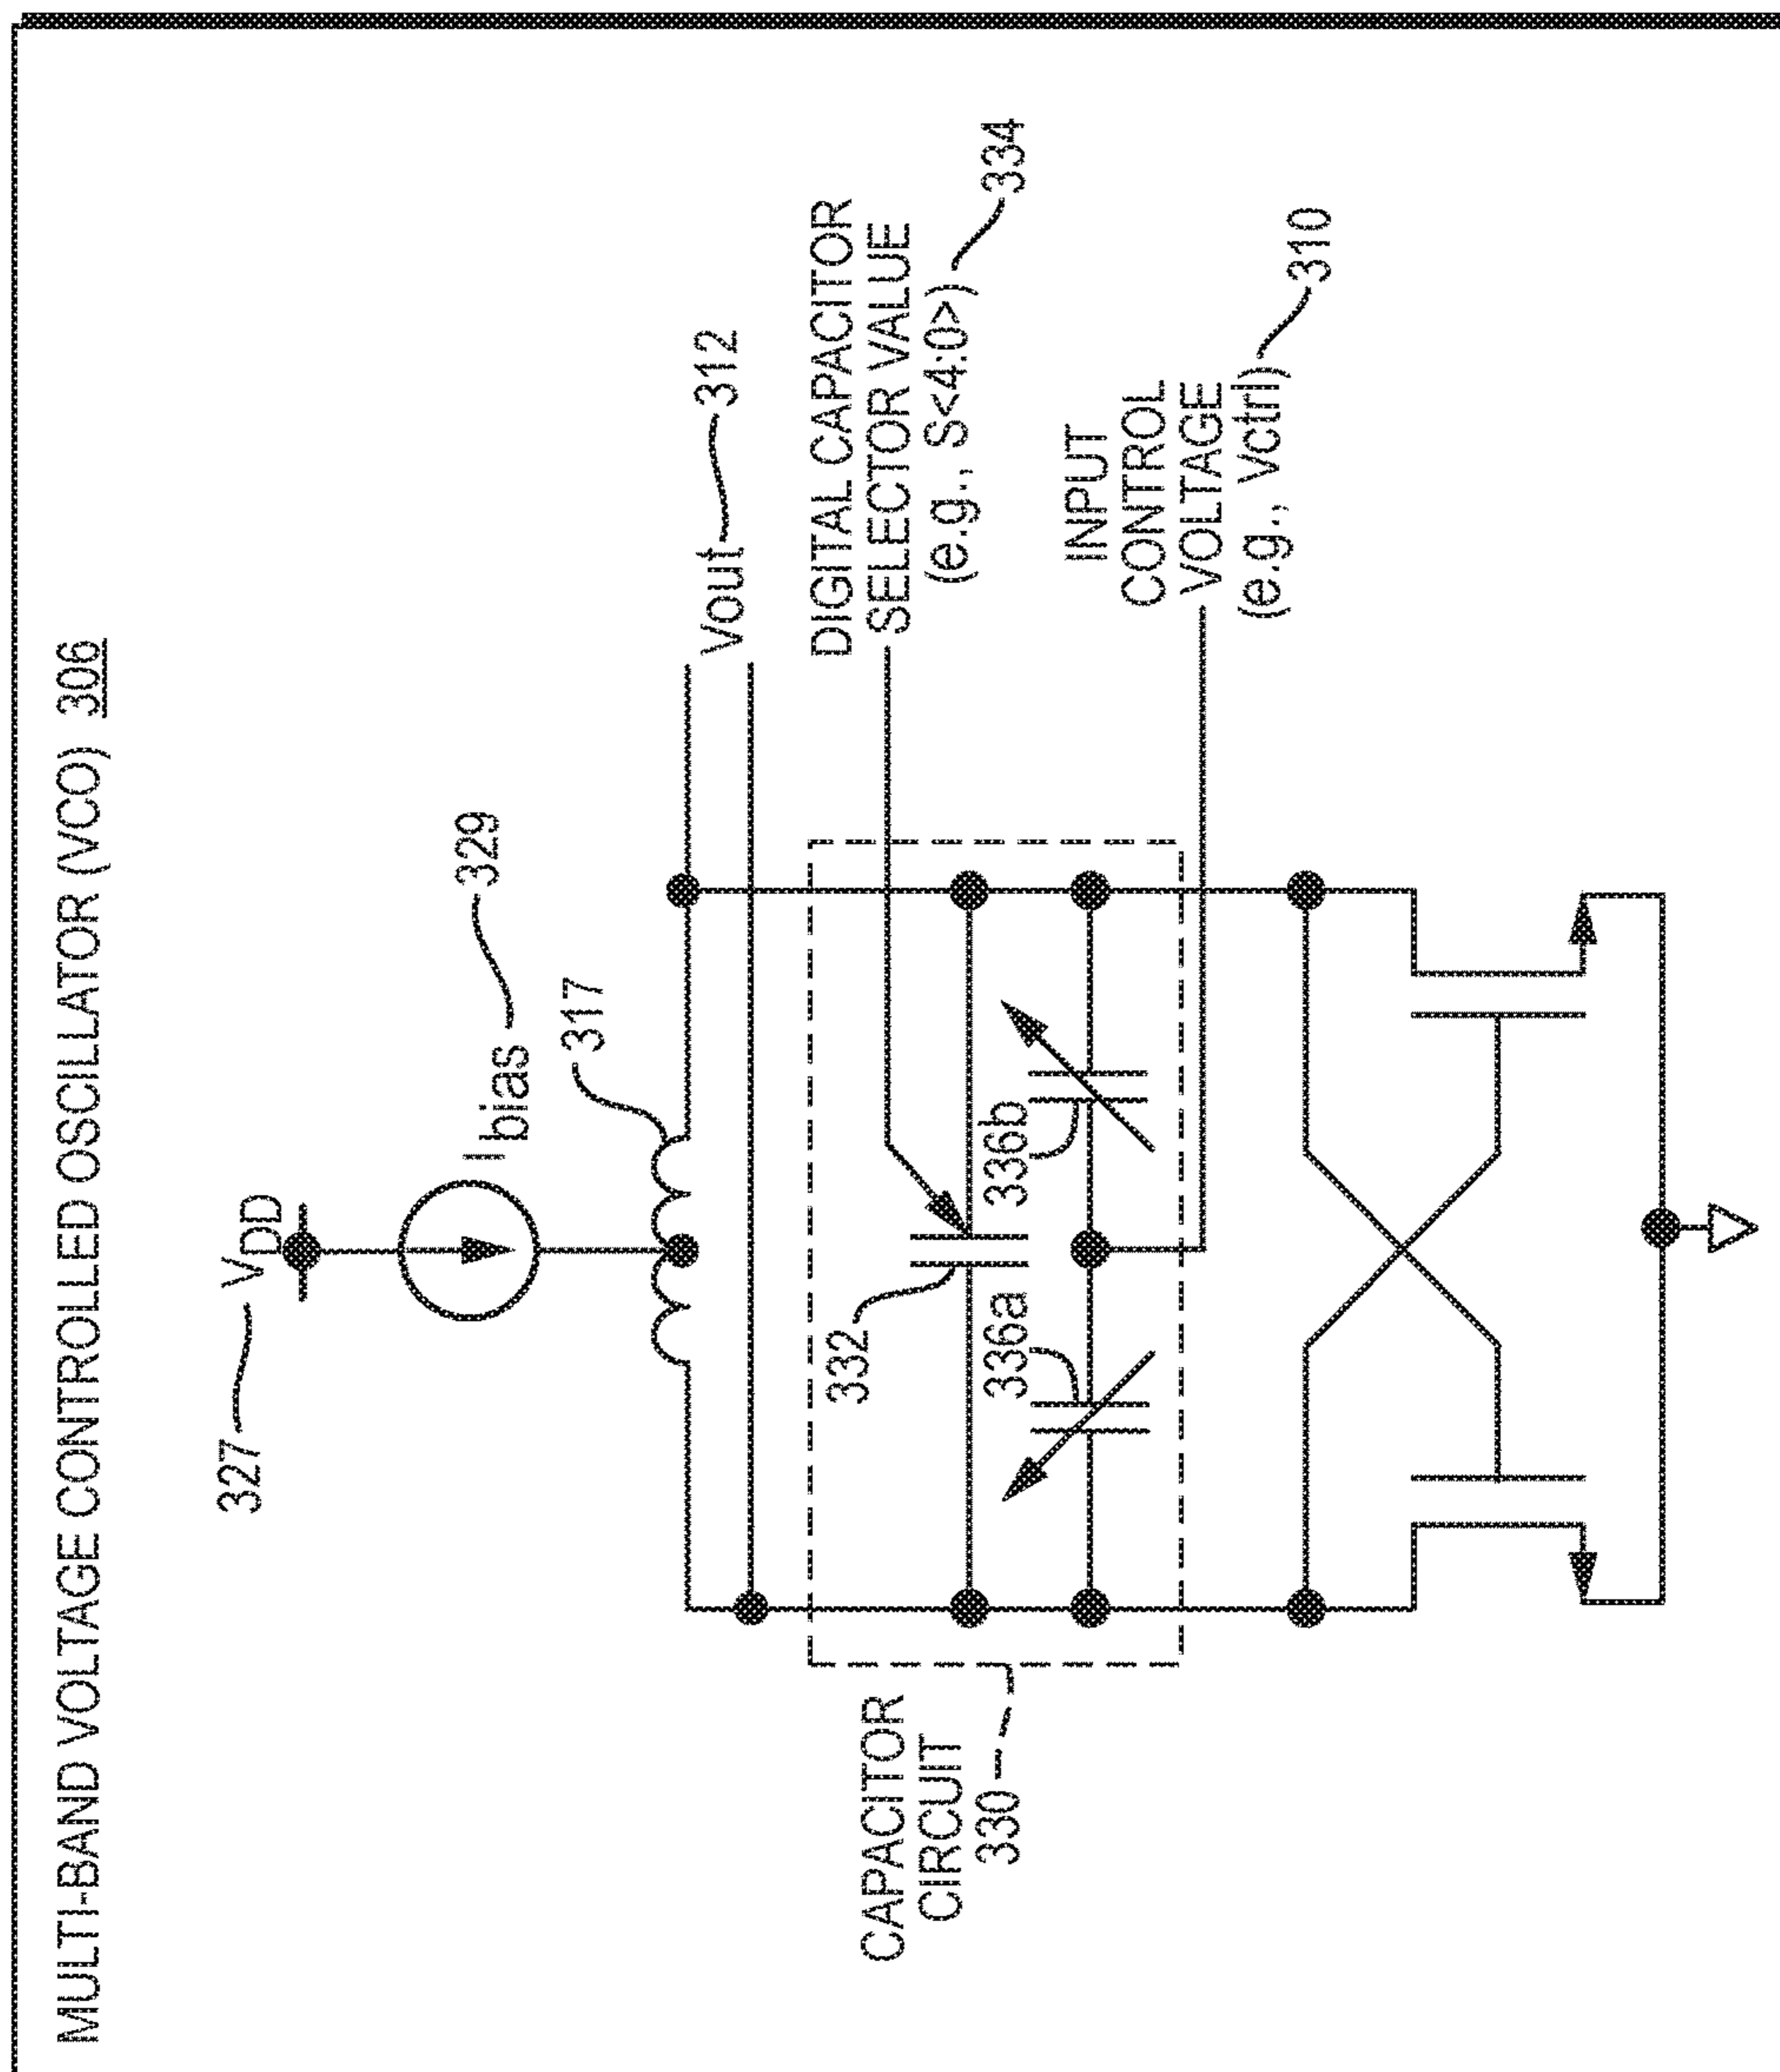 MULTI-BAND VOLTAGE CONTROLLED OSCILLATOR (VCO) 306
327
VDD
Ibias
329
317
Vout
312
DIGITAL CAPACITOR
SELECTOR VALUE
(e.g., S<4:0>)
334
CAPACITOR
CIRCUIT
330
332
336a
336b
INPUT
CONTROL
VOLTAGE
(e.g., Vctrl)
310